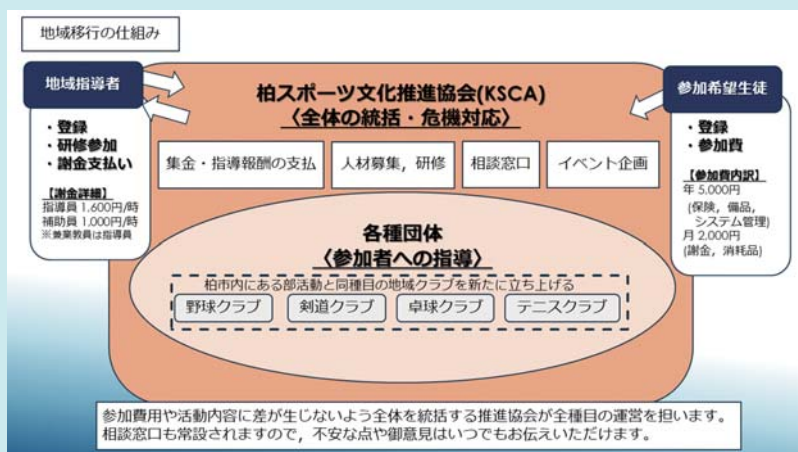 地域移行の仕組み
地域指導者
・登録
・研修参加
・謝金支払い
【謝金詳細】
指導員 1,600円/時
補助員 1,000円/時
※兼業教員は指導員
柏スポーツ文化推進協会(KSCA)
〈全体の統括・危機対応〉
集金・指導報酬の支払
人材募集,研修
相談窓口
イベント企画
各種団体
〈参加者への指導〉
柏市内にある部活動と同種目の地域クラブを新たに立ち上げる
野球クラブ
剣道クラブ
卓球クラブ
テニスクラブ
参加希望生徒
・登録
・参加費
【参加費内訳】
年 5,000円
(保険,備品,
システム管理)
月 2,000円
(謝金,消耗品)
参加費用や活動内容に差が生じないよう全体を統括する推進協会が全種目の運営を担います。
相談窓口も常設されますので,不安な点や御意見はいつでもお伝えいただけます。